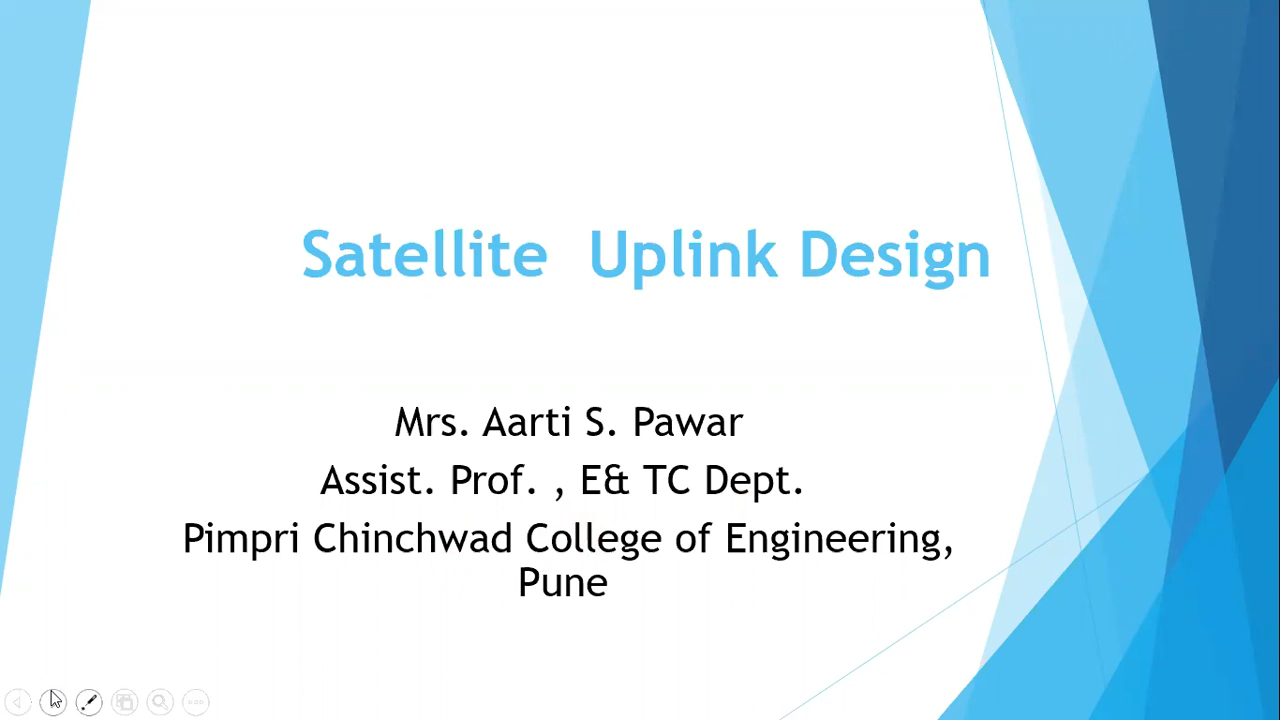 Satellite  Uplink Design
Mrs. Aarti S. Pawar
Assist. Prof. , E& TC Dept.
Pimpri Chinchwad College of Engineering,
Pune